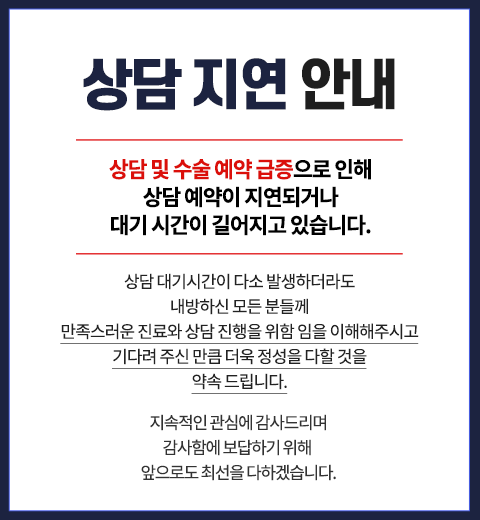 상담 지연 안내
상담 및 수술 예약 급증으로 인해
상담 예약이 지연되거나
대기 시간이 길어지고 있습니다.
상담 대기시간이 다소 발생하더라도
내방하신 모든 분들께
만족스러운 진료와 상담 진행을 위함 임을 이해해주시고
기다려 주신 만큼 더욱 정성을 다할 것을
약속 드립니다.
지속적인 관심에 감사드리며
감사함에 보답하기 위해
앞으로도 최선을 다하겠습니다.